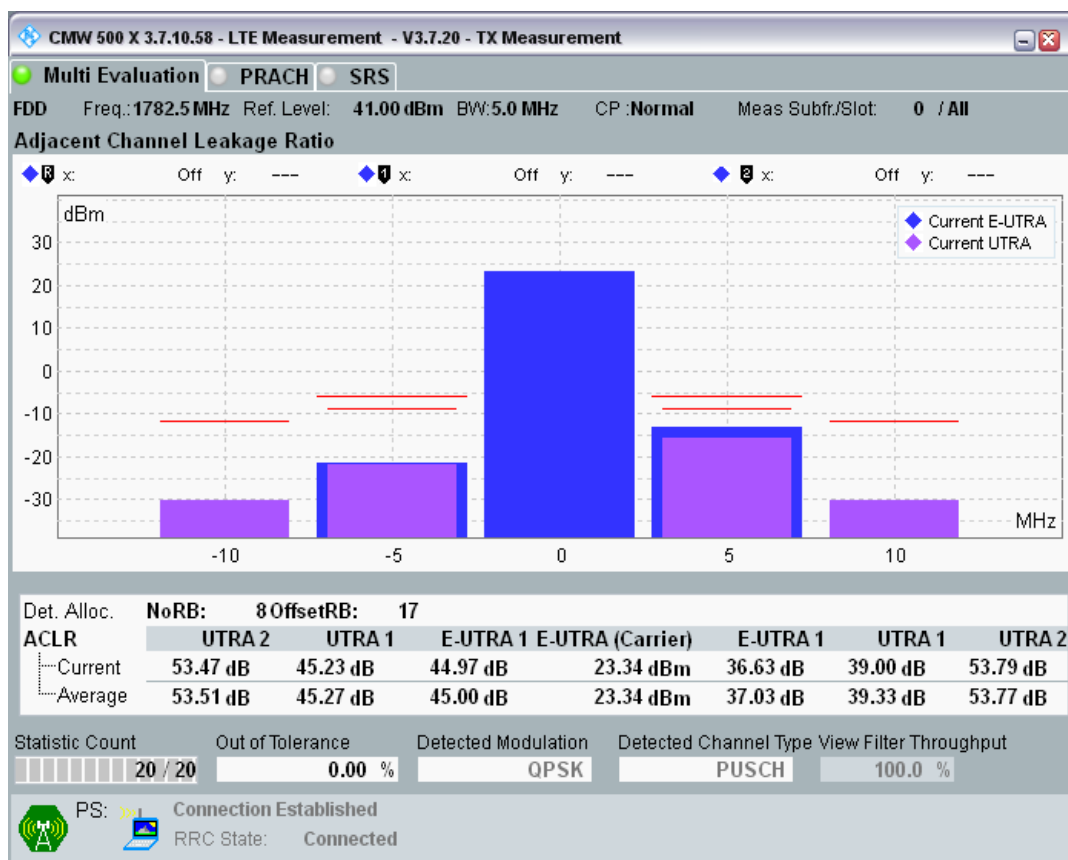 CMW 500 X 3.7.10.58 - LTE Measurement - V3.7.20 - TX Measurement
Multi Evaluation PRACH SRS
FDD Freq.: 1782.5 MHz Ref. Level: 41.00 dBm BW: 5.0 MHz CP : Normal Meas Subfr./Slot: 0 / All
Adjacent Channel Leakage Ratio
R x: Off y: --- 1 x: Off y: --- 2 x: Off y: ---
dBm
Current E-UTRA
Current UTRA
30
20
10
0
-10
-20
-30
MHz
-10 -5 0 5 10
Det. Alloc. NoRB: 8 OffsetRB: 17
ACLR UTRA 2 UTRA 1 E-UTRA 1 E-UTRA (Carrier) E-UTRA 1 UTRA 1 UTRA 2
Current 53.47 dB 45.23 dB 44.97 dB 23.34 dBm 36.63 dB 39.00 dB 53.79 dB
Average 53.51 dB 45.27 dB 45.00 dB 23.34 dBm 37.03 dB 39.33 dB 53.77 dB
Statistic Count Out of Tolerance Detected Modulation Detected Channel Type View Filter Throughput
20 / 20 0.00 % QPSK PUSCH 100.0 %
PS: Connection Established
RRC State: Connected